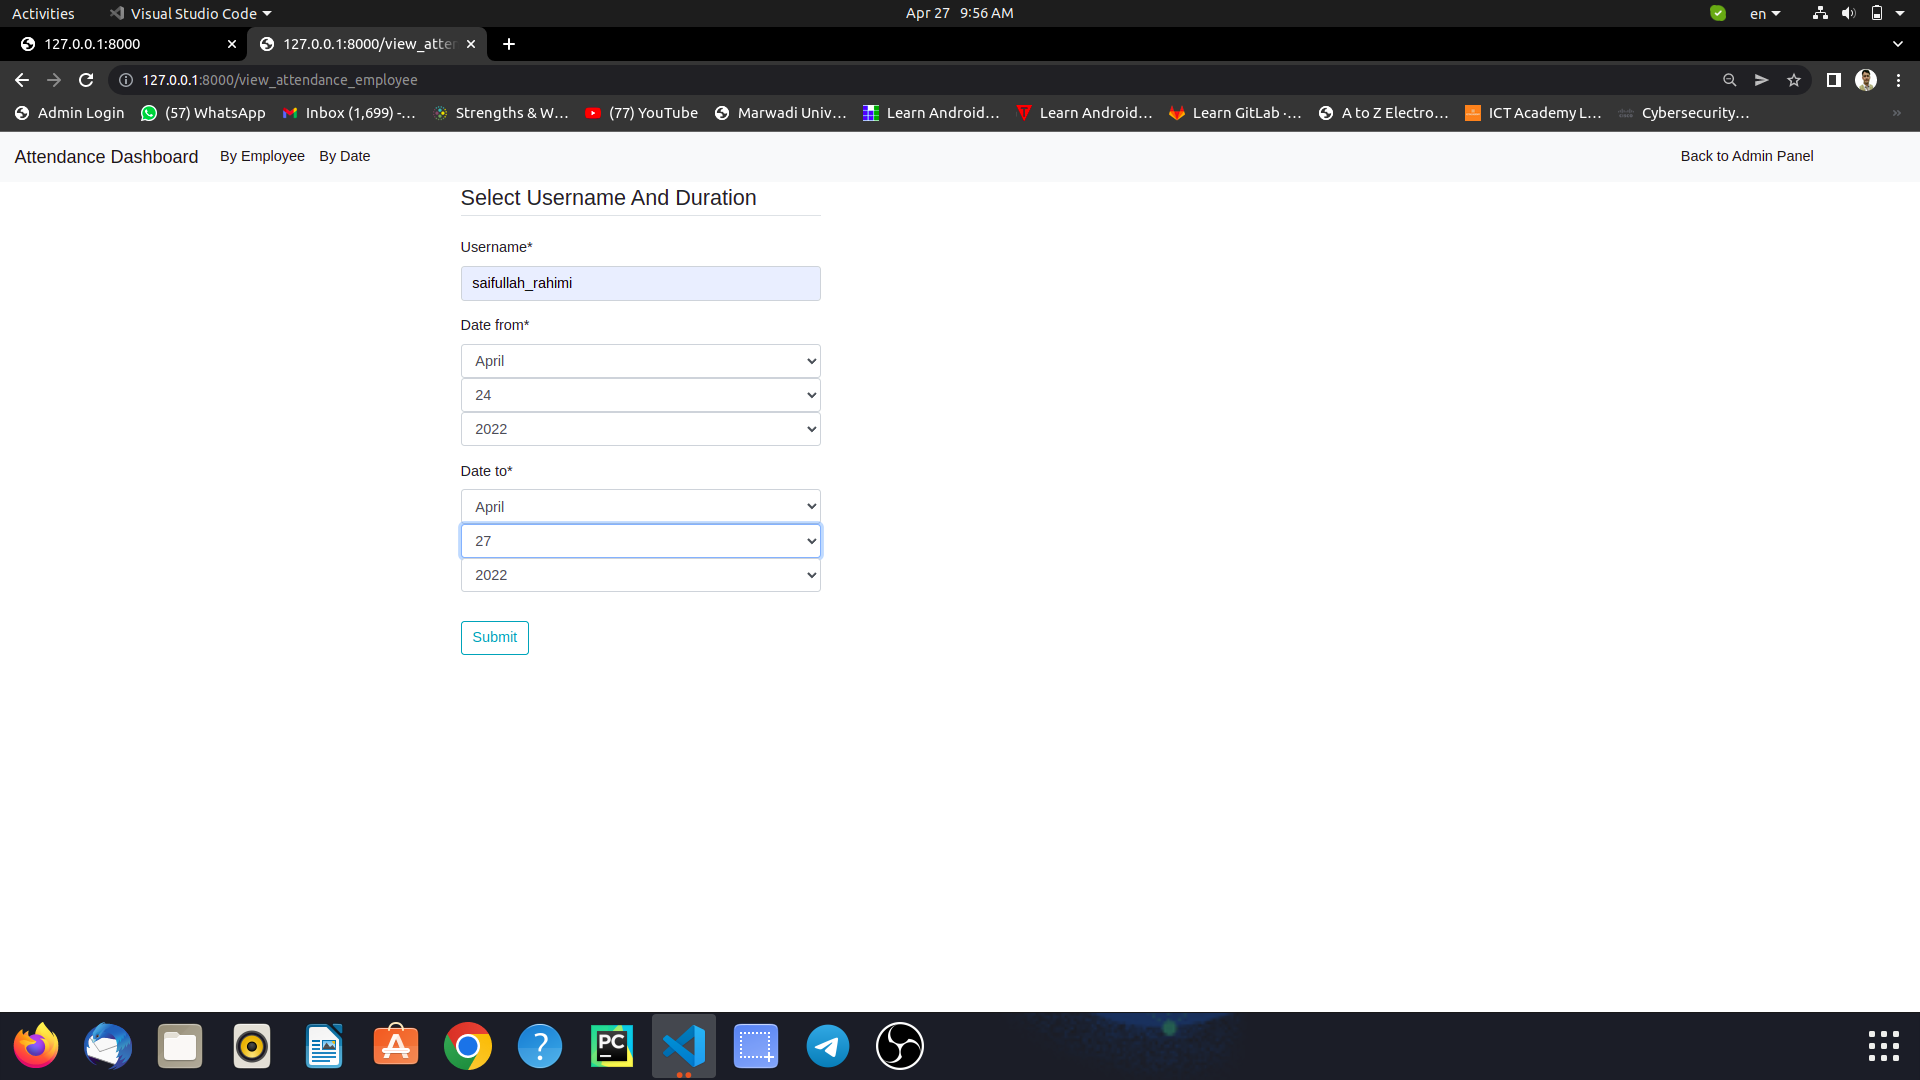 Activities Visual Studio Code Apr 27 9:56 AM en
127.0.0.1:8000 127.0.0.1:8000/view_atter
127.0.0.1:8000/view_attendance_employee
Admin Login (57) WhatsApp Inbox (1,699) -... Strengths & W... (77) YouTube Marwadi Univ... Learn Android... Learn Android... Learn GitLab ·... A to Z Electro... ICT Academy L... Cybersecurity... »
Attendance Dashboard By Employee By Date Back to Admin Panel
Select Username And Duration
Username*
saifullah_rahimi
Date from*
April
24
2022
Date to*
April
27
2022
Submit
PC